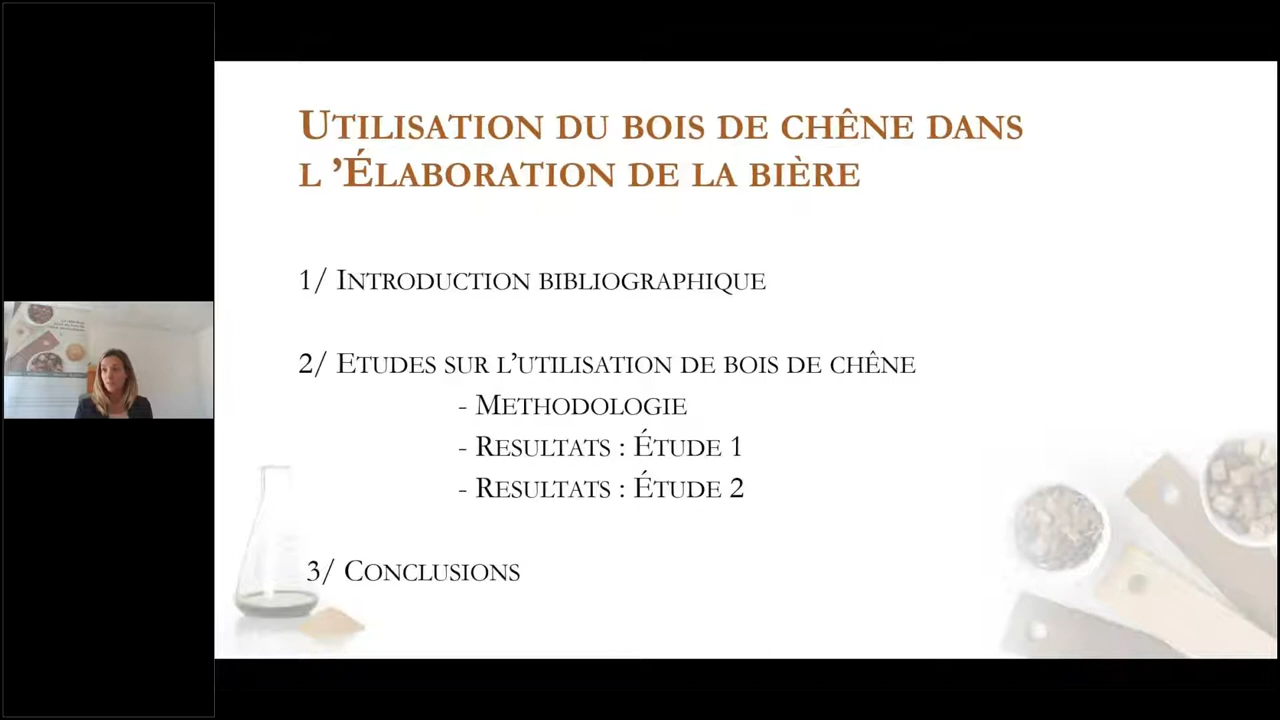 Utilisation du bois de chêne dans
l ’Élaboration de la bière
1/ Introduction bibliographique
2/ Etudes sur l’utilisation de bois de chêne
- Methodologie
- Resultats : Étude 1
- Resultats : Étude 2
3/ Conclusions